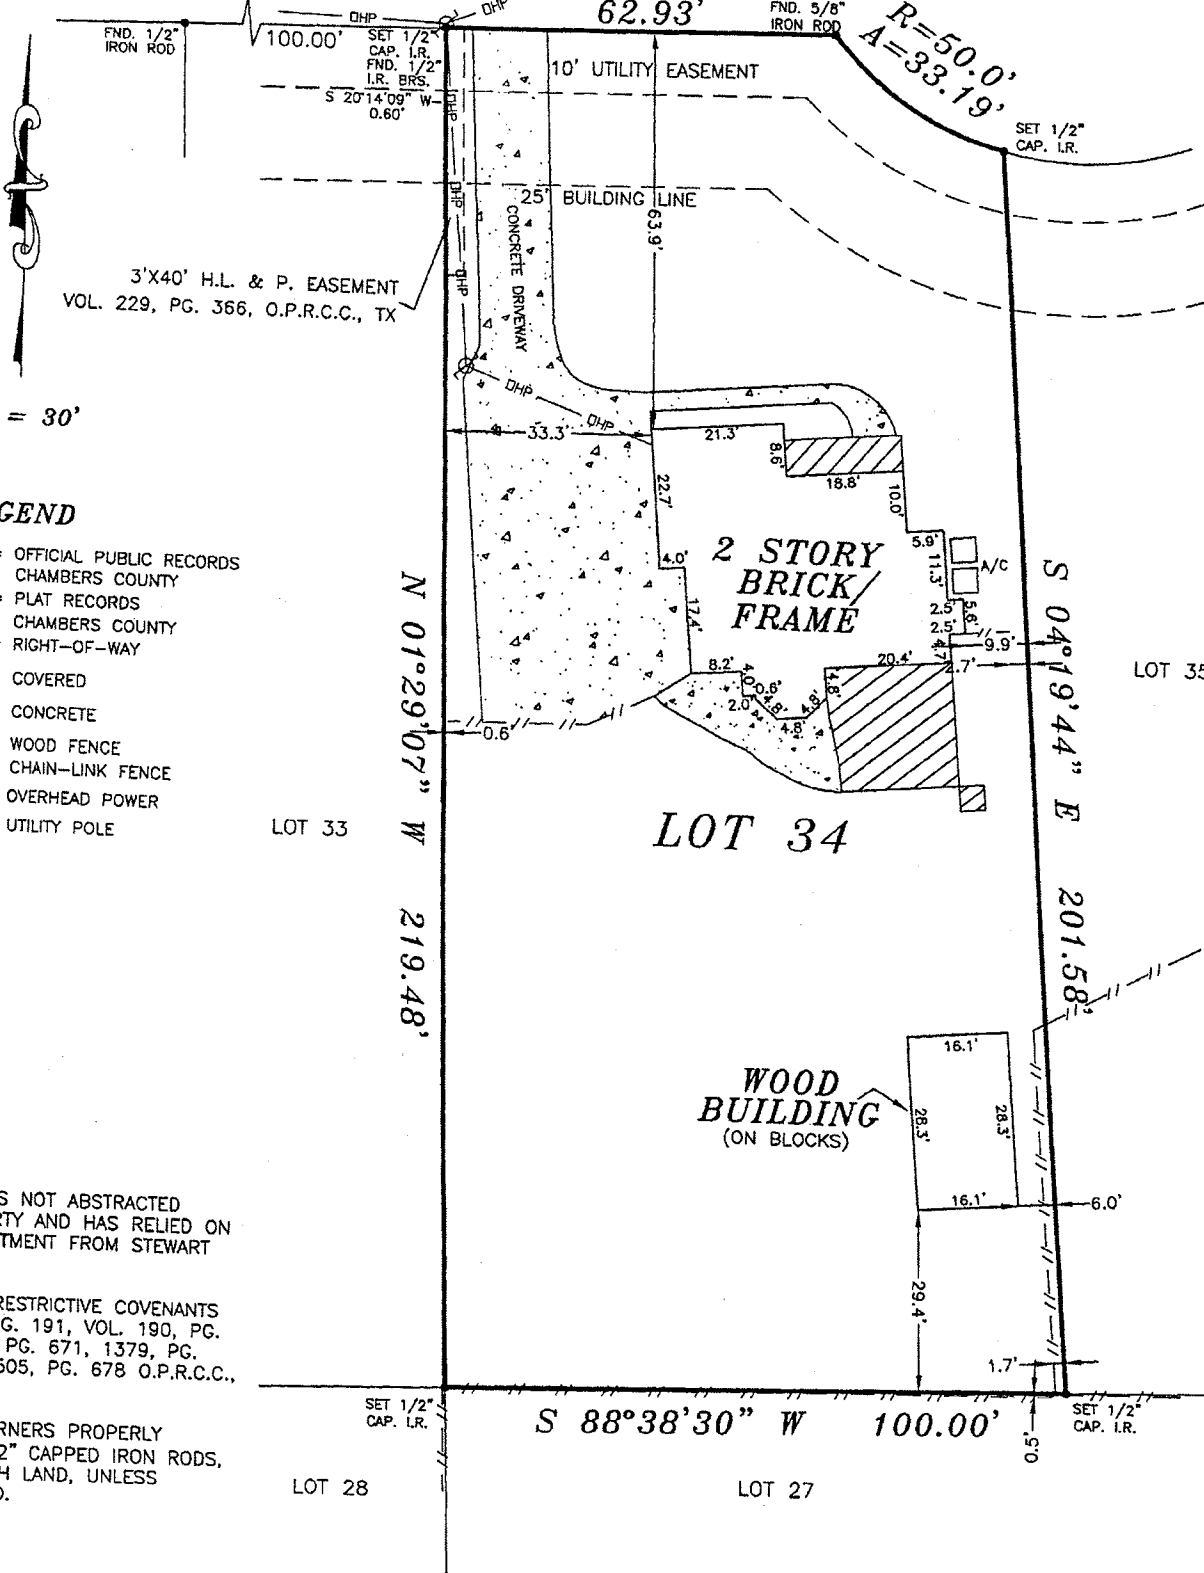 OHP
OHP
62.93'
FND. 5/8"
IRON ROD
R=50.0'
A=33.19'
FND. 1/2"
IRON ROD
100.00'
SET 1/2"
CAP. I.R.
FND. 1/2"
I.R. BRS.
S 20°14'09" W
0.60'
10' UTILITY EASEMENT
SET 1/2"
CAP. I.R.
OHP
OHP
OHP
25' BUILDING LINE
CONCRETE DRIVEWAY
63.9'
3'X40' H.L. & P. EASEMENT
VOL. 229, PG. 366, O.P.R.C.C., TX
= 30'
OHP
OHP
33.3'
21.3'
8.6'
18.8'
10.0'
22.7'
4.0'
17.4'
5.9'
11.3'
A/C
2 STORY
BRICK/
FRAME
2.5'
5.6'
2.5'
4.7'
9.9'
2.7'
20.4'
8.2'
4.0'
0.6'
2.0'
4.8'
4.8'
4.8'
4.8'
0.6'
GEND
= OFFICIAL PUBLIC RECORDS
CHAMBERS COUNTY
= PLAT RECORDS
CHAMBERS COUNTY
RIGHT-OF-WAY
COVERED
CONCRETE
WOOD FENCE
CHAIN-LINK FENCE
OVERHEAD POWER
UTILITY POLE
N 01°29'07" W 219.48'
S 04°19'44" E 201.58'
LOT 35
LOT 33
LOT 34
16.1'
WOOD
BUILDING
(ON BLOCKS)
28.3'
28.3'
16.1'
6.0'
29.4'
1.7'
S NOT ABSTRACTED
RTY AND HAS RELIED ON
TMENT FROM STEWART
RESTRICTIVE COVENANTS
G. 191, VOL. 190, PG.
PG. 671, 1379, PG.
605, PG. 678 O.P.R.C.C.,
RNERS PROPERLY
2" CAPPED IRON RODS,
H LAND, UNLESS
D.
SET 1/2"
CAP. I.R.
S 88°38'30" W 100.00'
0.5'
SET 1/2"
CAP. I.R.
LOT 28
LOT 27